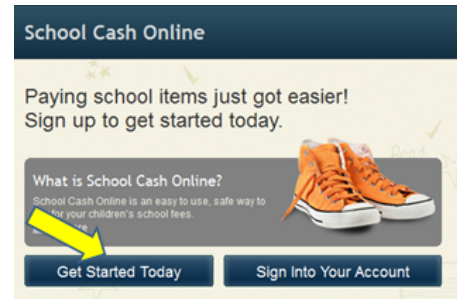 School Cash Online
Paying school items just got easier!
Sign up to get started today.
Read
What is School Cash Online?
School Cash Online is an easy to use, safe way to
for your children's school fees.
Get Started Today
Sign Into Your Account